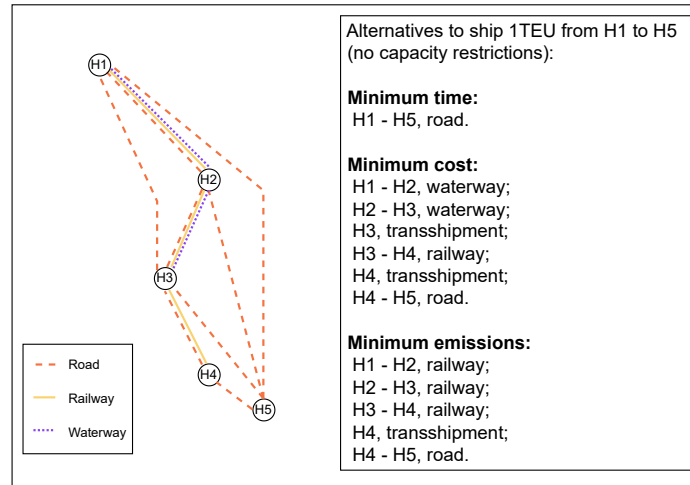 H1
H2
H3
H4
H5
Road
Railway
Waterway
Alternatives to ship 1TEU from H1 to H5
(no capacity restrictions):
Minimum time:
H1 - H5, road.
Minimum cost:
H1 - H2, waterway;
H2 - H3, waterway;
H3, transshipment;
H3 - H4, railway;
H4, transshipment;
H4 - H5, road.
Minimum emissions:
H1 - H2, railway;
H2 - H3, railway;
H3 - H4, railway;
H4, transshipment;
H4 - H5, road.